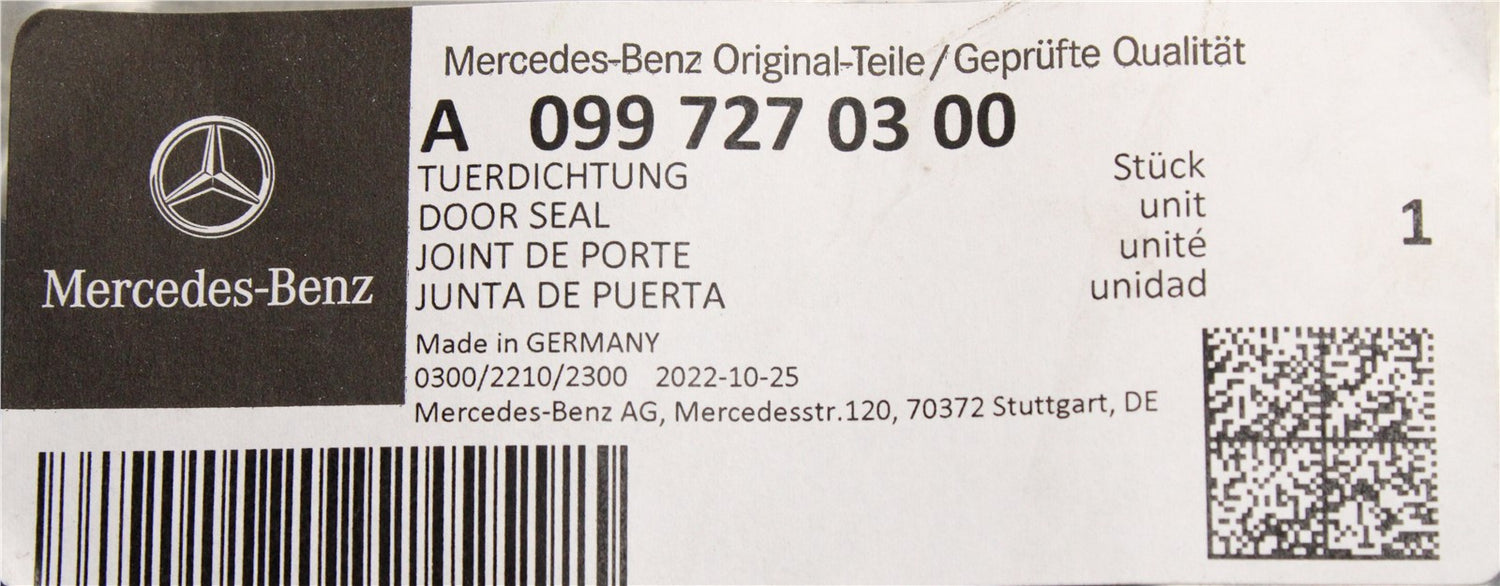 Mercedes-Benz
Mercedes-Benz Original-Teile/Geprüfte Qualität
A 099 727 03 00
TUERDICHTUNG
DOOR SEAL
JOINT DE PORTE
JUNTA DE PUERTA
Stück
unit
unité
unidad
1
Made in GERMANY
0300/2210/2300 2022-10-25
Mercedes-Benz AG, Mercedesstr.120, 70372 Stuttgart, DE